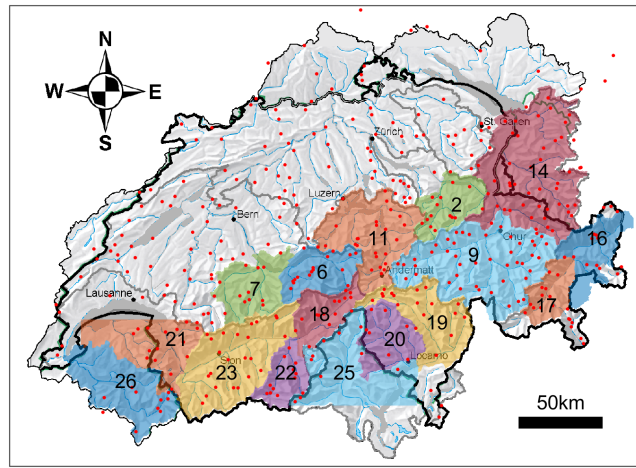 N
W E
S
St. Gallen
Zürich
14
Luzern
2
Bern
11
16
Chur
9
6
Andermatt
7
Lausanne
17
18
19
21
20
Locarno
Sion
23
22
25
26
50km